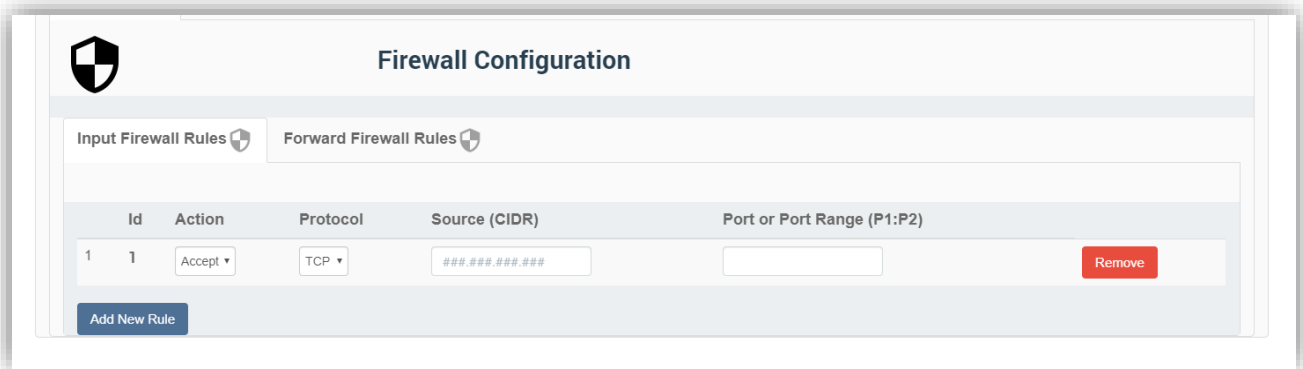 Firewall Configuration
Input Firewall Rules Forward Firewall Rules
Id Action Protocol Source (CIDR) Port or Port Range (P1:P2)
1 1 Accept TCP ###.###.###.### Remove
Add New Rule